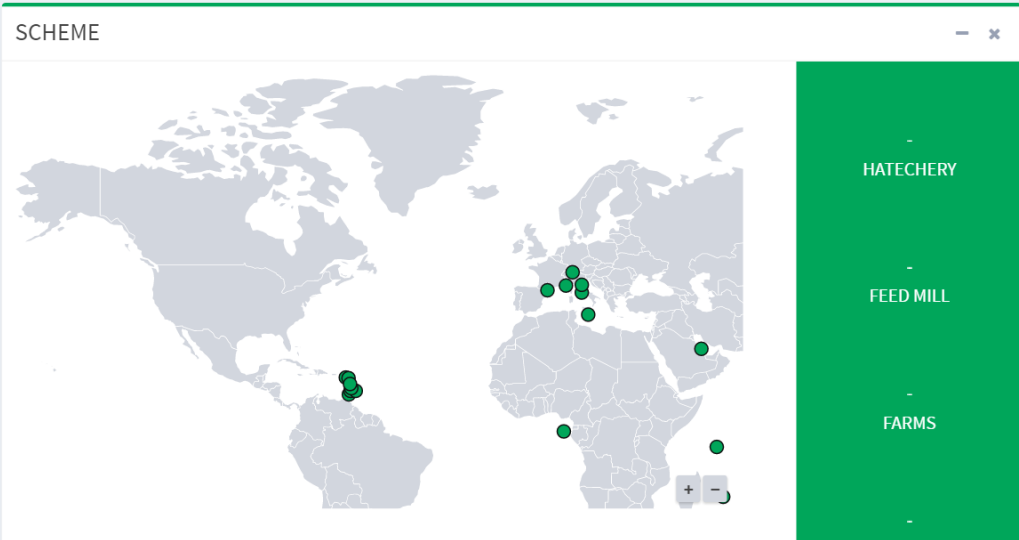 SCHEME
-
HATECHERY
-
FEED MILL
-
FARMS
-
+ −